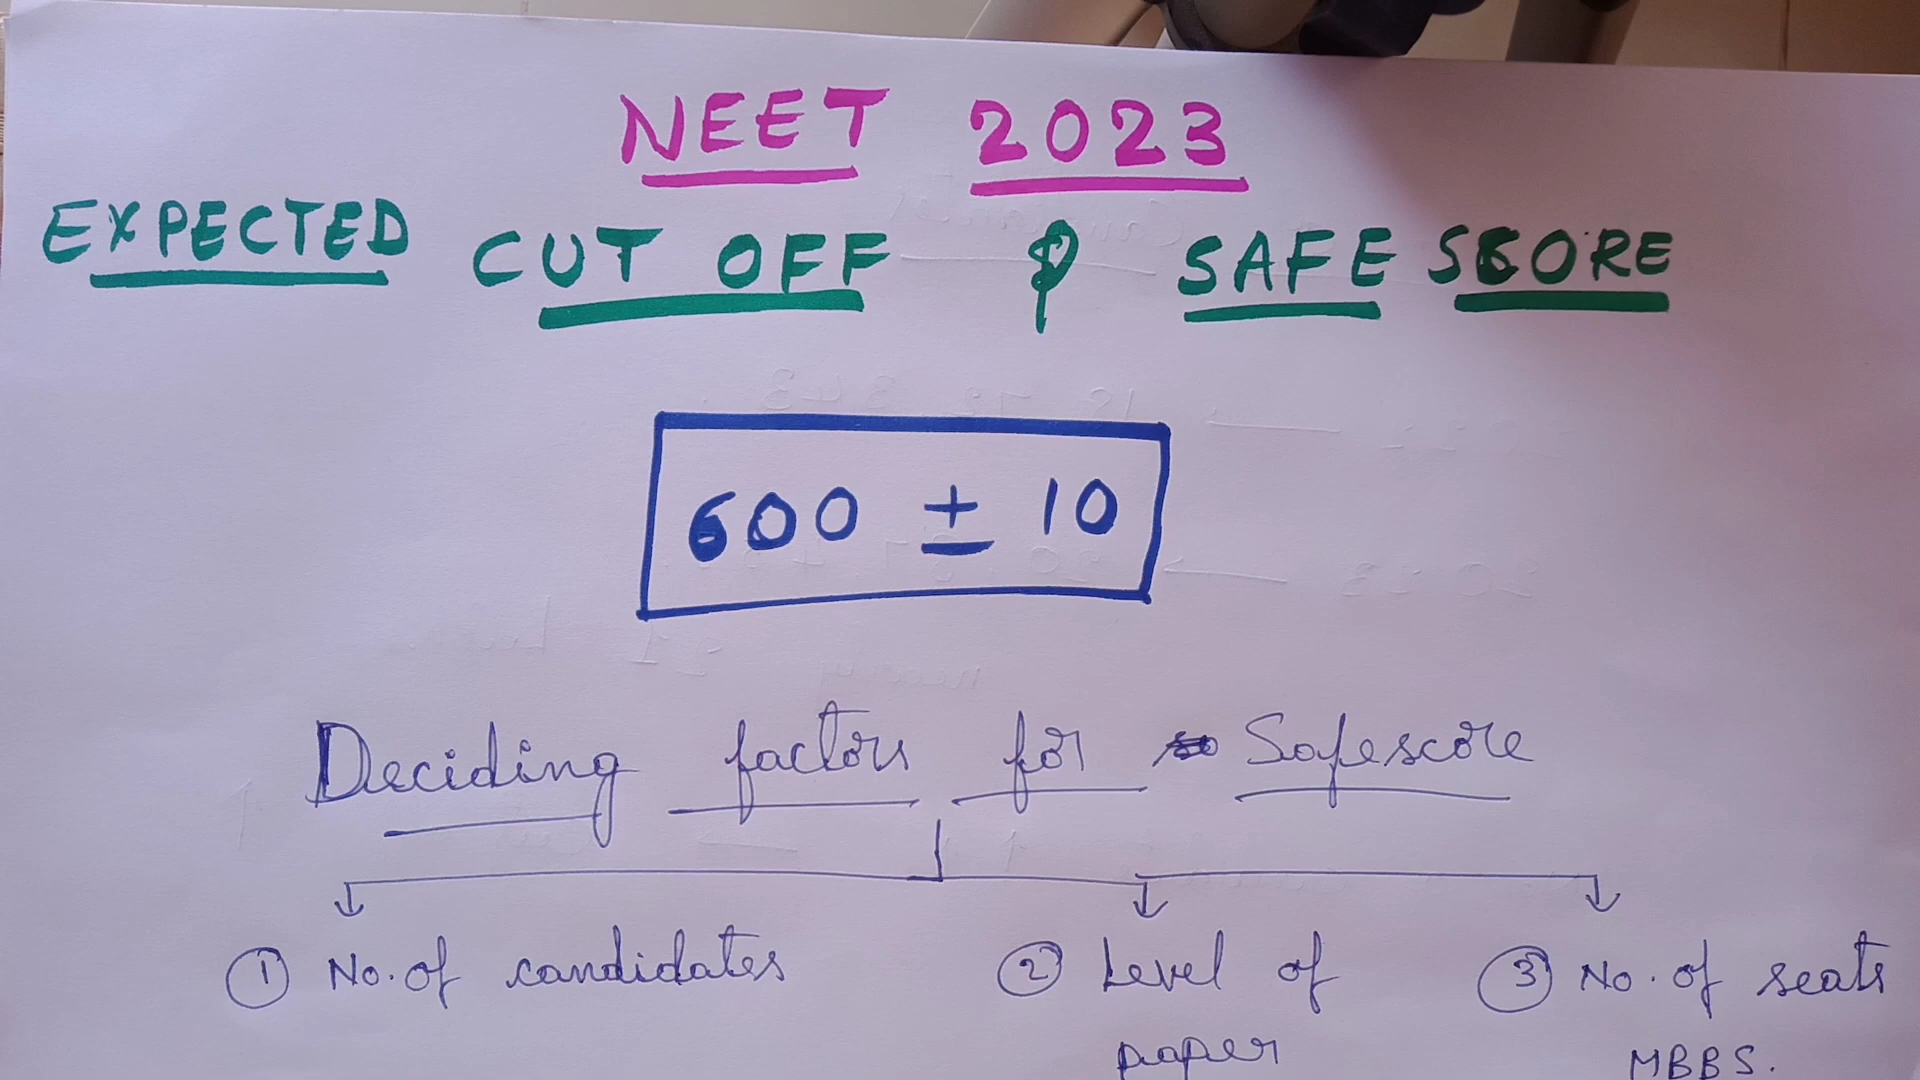 NEET 2023
EXPECTED CUT OFF & SAFE SCORE
600 ± 10
Deciding factors for Safescore
① No. of candidates ② Level of paper ③ No. of seats MBBS.